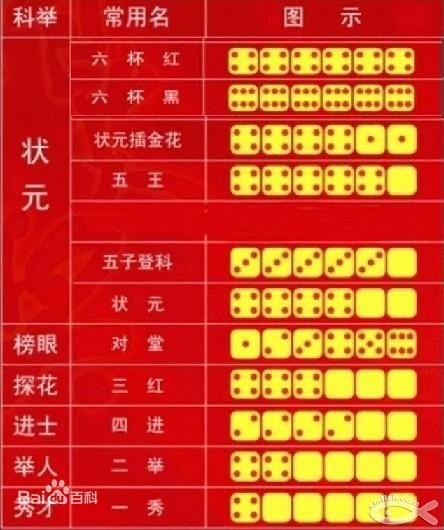 科举 常用名 图 示
状元
六 杯 红
六 杯 黑
状元插金花
五 王
五子登科
状 元
榜眼 对 堂
探花 三 红
进士 四 进
举人 二 举
秀才 一 秀
Bai百科